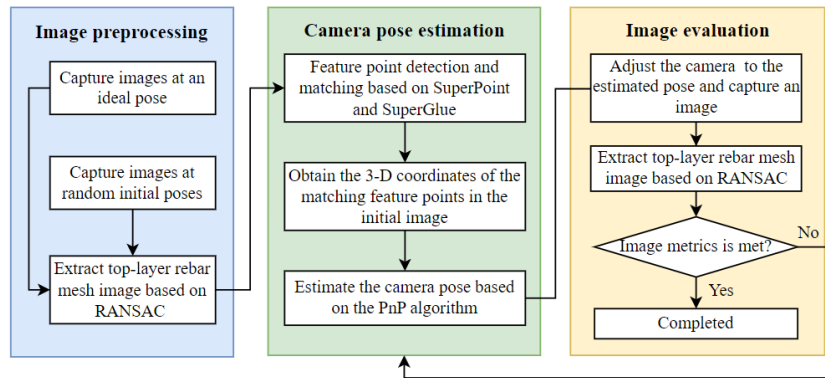 Image preprocessing
Capture images at an
ideal pose
Capture images at
random initial poses
Extract top-layer rebar
mesh image based on
RANSAC
Camera pose estimation
Feature point detection and
matching based on SuperPoint
and SuperGlue
Obtain the 3-D coordinates of the
matching feature points in the
initial image
Estimate the camera pose based
on the PnP algorithm
Image evaluation
Adjust the camera to the
estimated pose and capture an
image
Extract top-layer rebar mesh
image based on RANSAC
Image metrics is met?
No
Yes
Completed